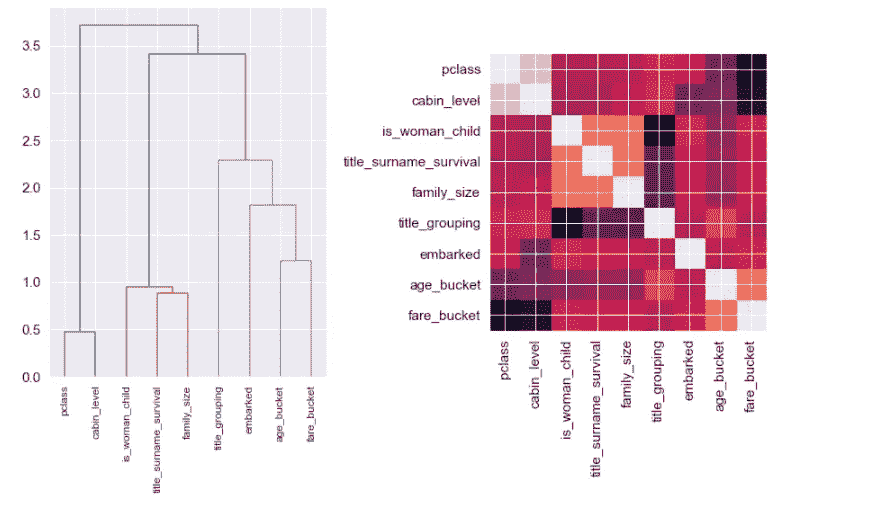 3.5
3.0
2.5
2.0
1.5
1.0
0.5
0.0
pclass
cabin_level
is_woman_child
title_surname_survival
family_size
title_grouping
embarked
age_bucket
fare_bucket
pclass
cabin_level
is_woman_child
title_surname_survival
family_size
title_grouping
embarked
age_bucket
fare_bucket
pclass
cabin_level
is_woman_child
title_surname_survival
family_size
title_grouping
embarked
age_bucket
fare_bucket